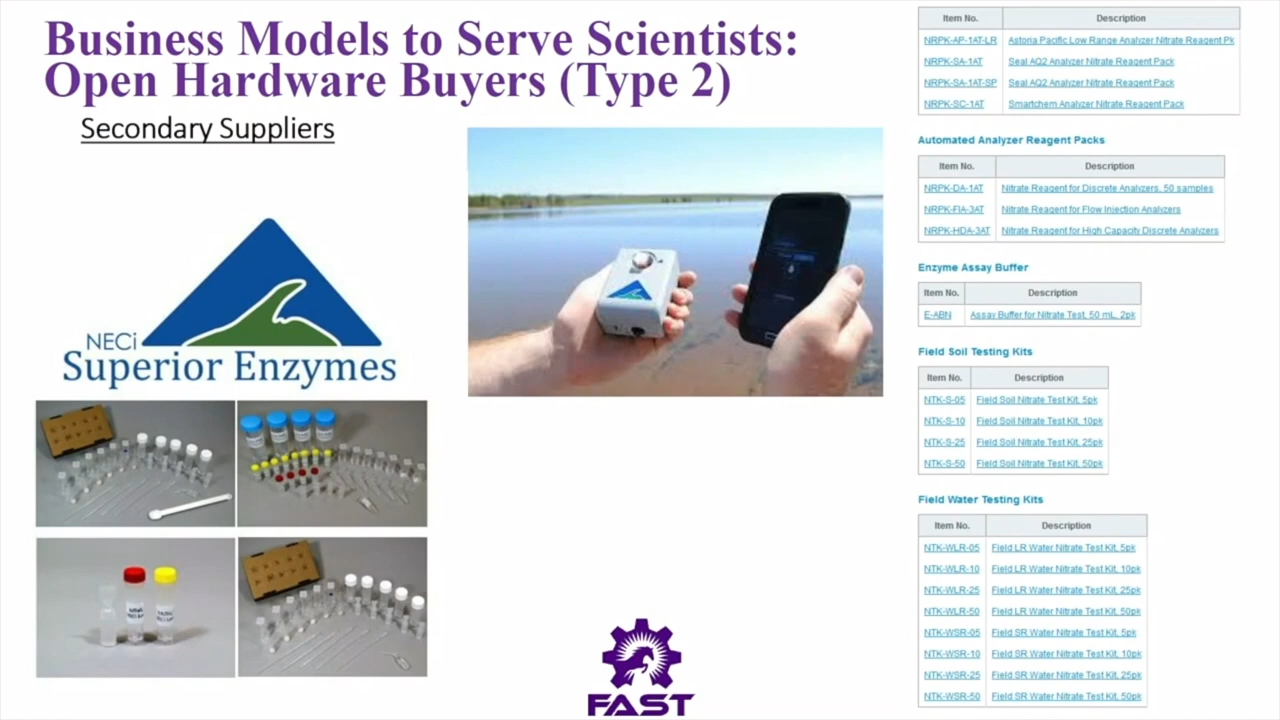 Business Models to Serve Scientists:
Open Hardware Buyers (Type 2)
Secondary Suppliers
NECi
Superior Enzymes
FAST
Item No. Description
NRPK-AP-1AT-LR Astoria Pacific Low Range Analyzer Nitrate Reagent Pk
NRPK-SA-1AT Seal AQ2 Analyzer Nitrate Reagent Pack
NRPK-SA-1AT-SP Seal AQ2 Analyzer Nitrate Reagent Pack
NRPK-SC-1AT Smartchem Analyzer Nitrate Reagent Pack
Automated Analyzer Reagent Packs
Item No. Description
NRPK-DA-1AT Nitrate Reagent for Discrete Analyzers, 50 samples
NRPK-FIA-3AT Nitrate Reagent for Flow Injection Analyzers
NRPK-HDA-3AT Nitrate Reagent for High Capacity Discrete Analyzers
Enzyme Assay Buffer
Item No. Description
E-ABN Assay Buffer for Nitrate Test, 50 mL, 2pk
Field Soil Testing Kits
Item No. Description
NTK-S-05 Field Soil Nitrate Test Kit, 5pk
NTK-S-10 Field Soil Nitrate Test Kit, 10pk
NTK-S-25 Field Soil Nitrate Test Kit, 25pk
NTK-S-50 Field Soil Nitrate Test Kit, 50pk
Field Water Testing Kits
Item No. Description
NTK-WLR-05 Field LR Water Nitrate Test Kit, 5pk
NTK-WLR-10 Field LR Water Nitrate Test Kit, 10pk
NTK-WLR-25 Field LR Water Nitrate Test Kit, 25pk
NTK-WLR-50 Field LR Water Nitrate Test Kit, 50pk
NTK-WSR-05 Field SR Water Nitrate Test Kit, 5pk
NTK-WSR-10 Field SR Water Nitrate Test Kit, 10pk
NTK-WSR-25 Field SR Water Nitrate Test Kit, 25pk
NTK-WSR-50 Field SR Water Nitrate Test Kit, 50pk